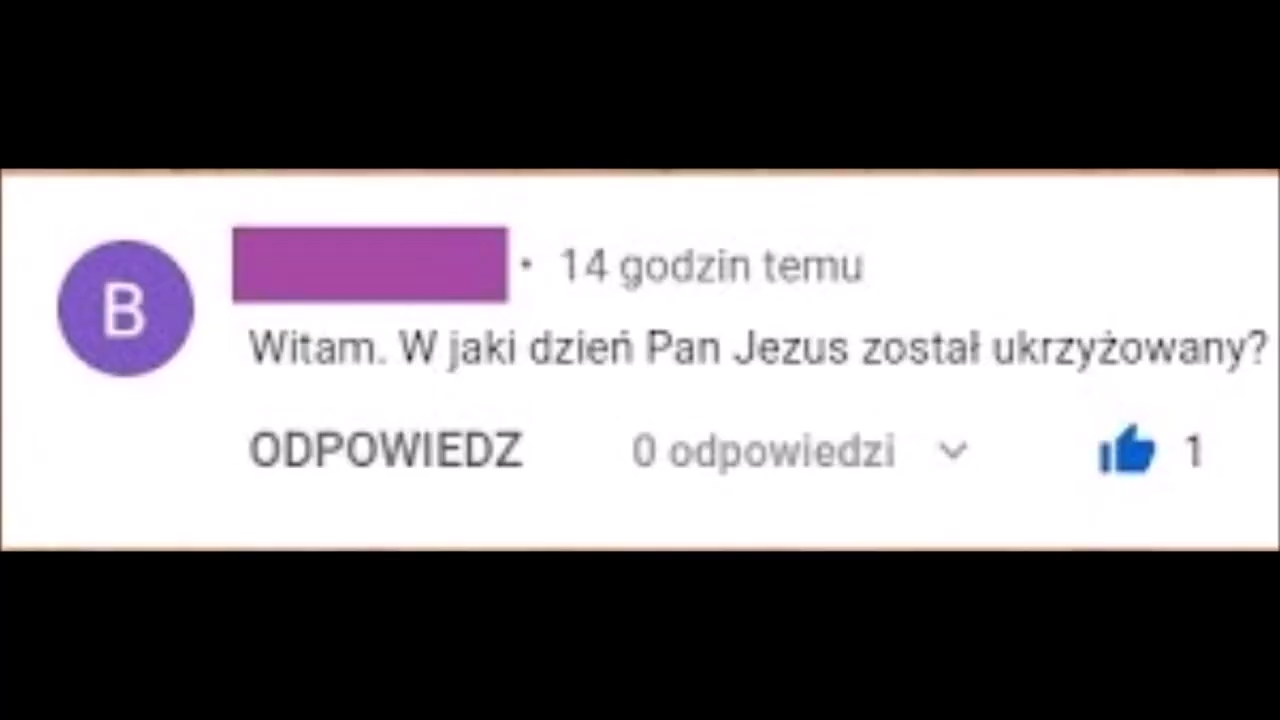 B
• 14 godzin temu
Witam. W jaki dzień Pan Jezus został ukrzyżowany?
ODPOWIEDZ 0 odpowiedzi 1